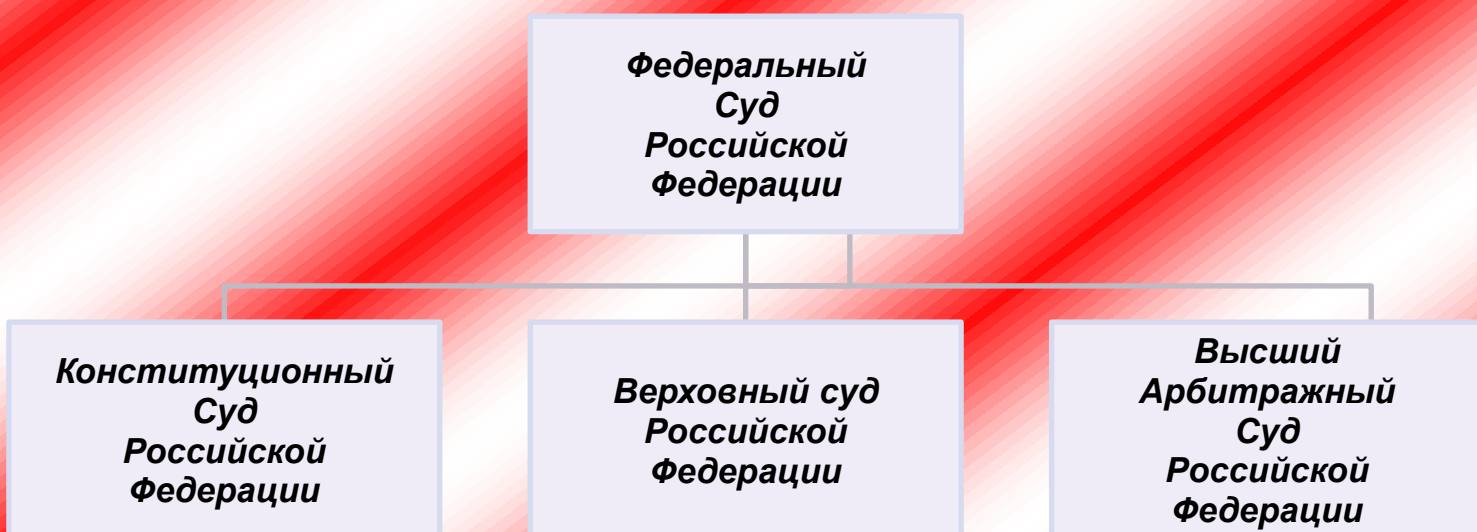 Федеральный
Суд
Российской
Федерации
Конституционный
Суд
Российской
Федерации
Верховный суд
Российской
Федерации
Высший
Арбитражный
Суд
Российской
Федерации